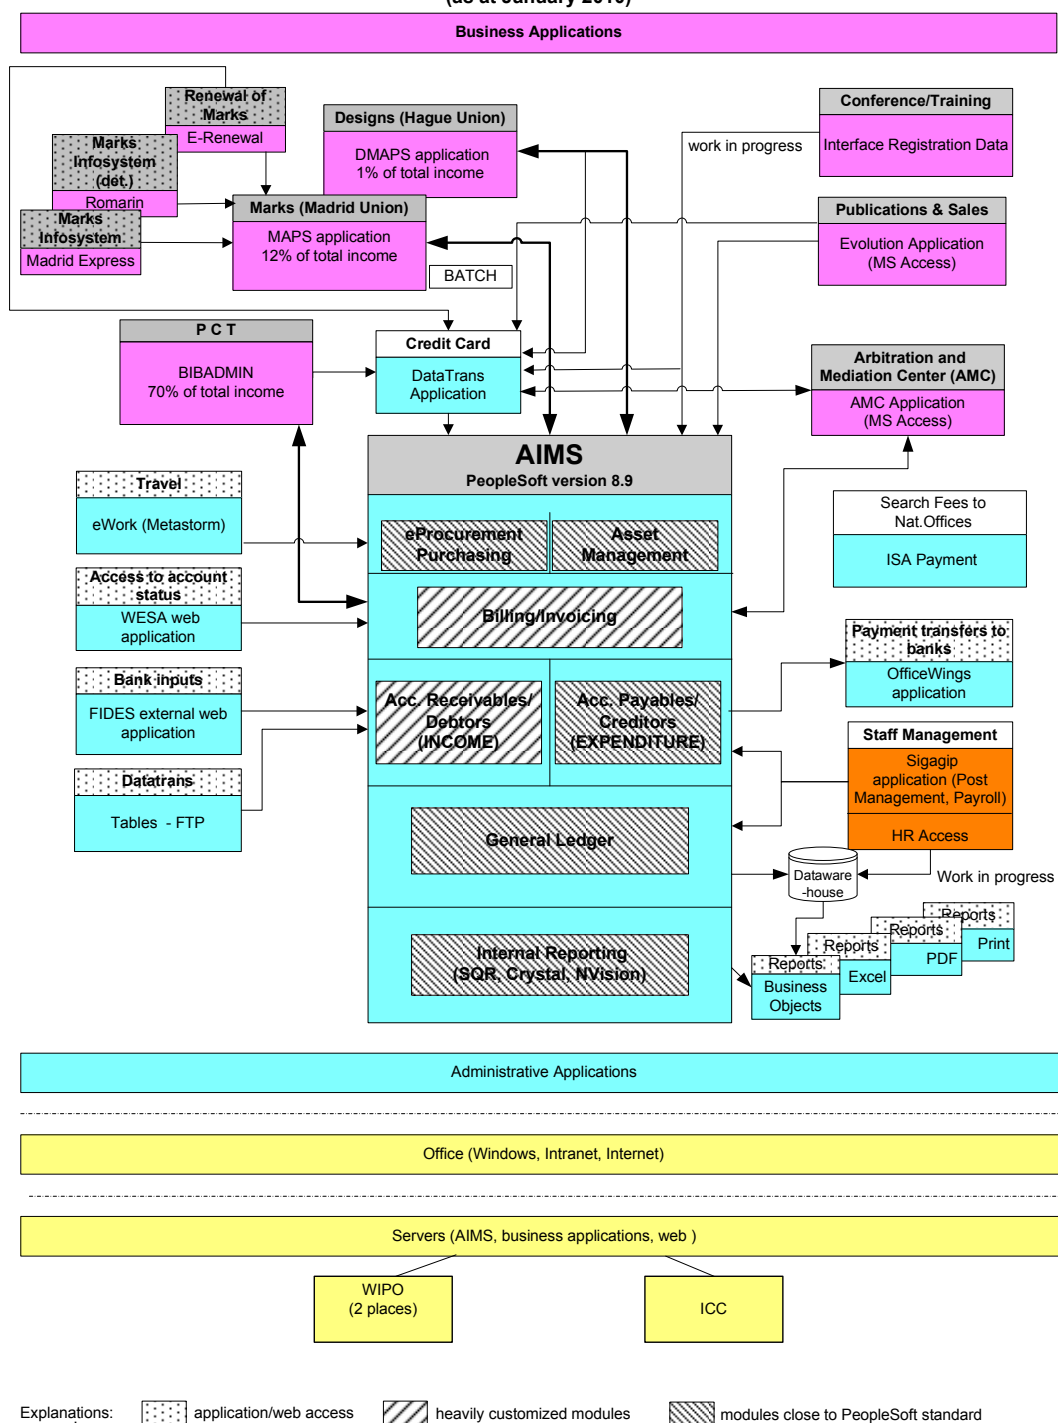 (as at January 2010)
Business Applications
Renewal of
Marks
E-Renewal
Marks
Infosystem
(det.)
Romarin
Marks
Infosystem
Madrid Express
Designs (Hague Union)
DMAPS application
1% of total income
Marks (Madrid Union)
MAPS application
12% of total income
BATCH
work in progress
Conference/Training
Interface Registration Data
Publications & Sales
Evolution Application
(MS Access)
P C T
BIBADMIN
70% of total income
Credit Card
DataTrans
Application
Arbitration and
Mediation Center (AMC)
AMC Application
(MS Access)
AIMS
PeopleSoft version 8.9
Travel
eWork (Metastorm)
eProcurement
Purchasing
Asset
Management
Search Fees to
Nat.Offices
ISA Payment
Access to account
status
WESA web
application
Billing/Invoicing
Payment transfers to
banks
OfficeWings
application
Bank inputs
FIDES external web
application
Acc. Receivables/
Debtors
(INCOME)
Acc. Payables/
Creditors
(EXPENDITURE)
Staff Management
Sigagip
application (Post
Management, Payroll)
HR Access
Datatrans
Tables - FTP
General Ledger
Dataware
-house
Work in progress
Internal Reporting
(SQR, Crystal, NVision)
Reports
Business
Objects
Reports
Excel
Reports
PDF
Reports
Print
Administrative Applications
Office (Windows, Intranet, Internet)
Servers (AIMS, business applications, web )
WIPO
(2 places)
ICC
Explanations:
application/web access
heavily customized modules
modules close to PeopleSoft standard